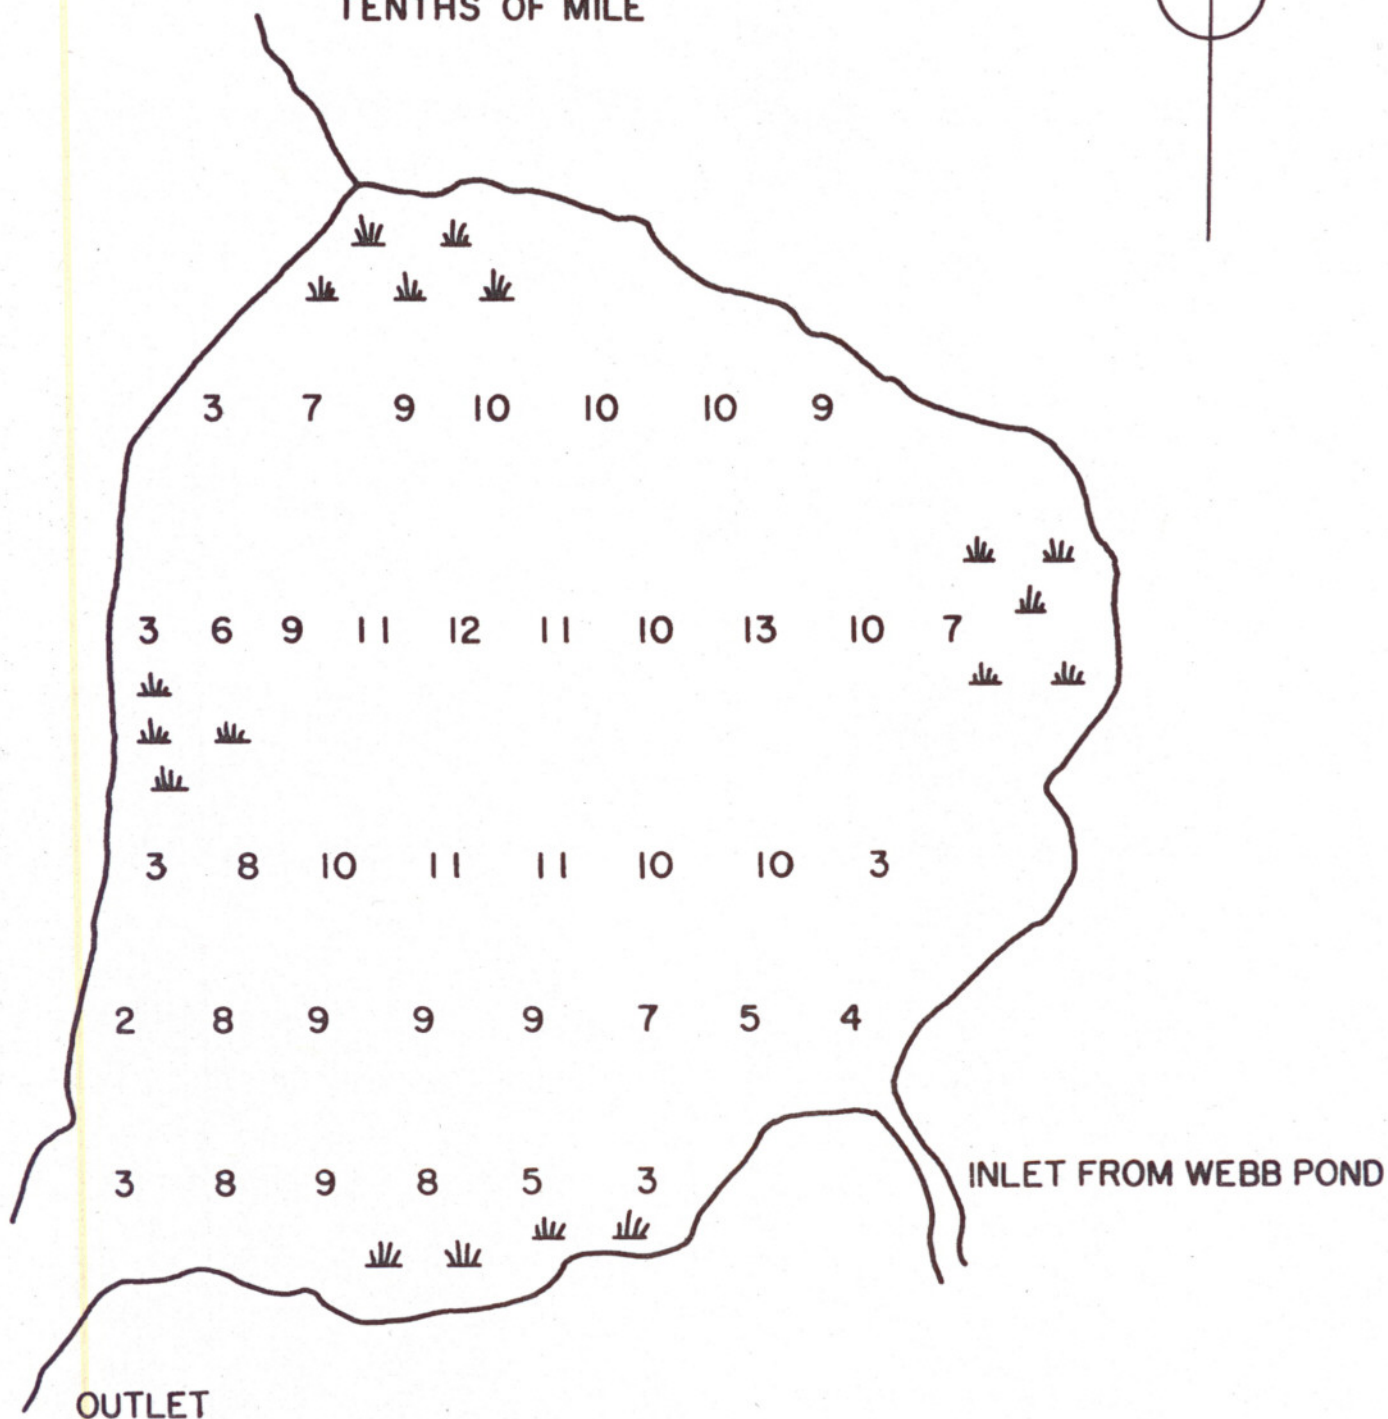 TENTHS OF MILE
3 7 9 10 10 10 9
3 6 9 11 12 11 10 13 10 7
3 8 10 11 11 10 10 3
2 8 9 9 9 7 5 4
3 8 9 8 5 3
INLET FROM WEBB POND
OUTLET